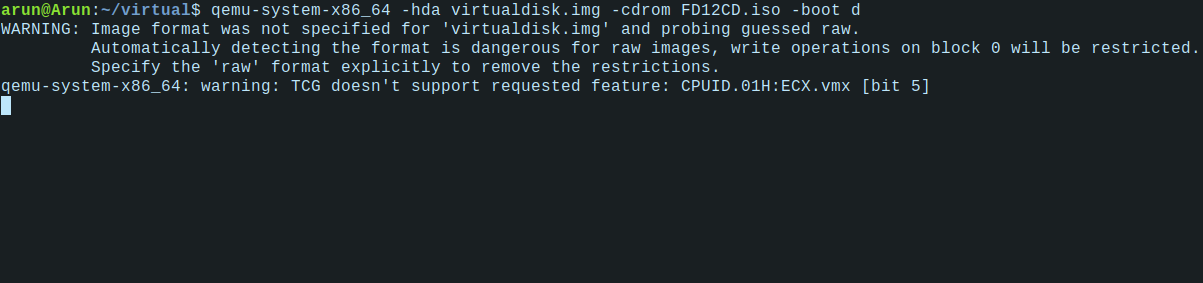 arun@Arun:~/virtual$ qemu-system-x86_64 -hda virtualdisk.img -cdrom FD12CD.iso -boot d
WARNING: Image format was not specified for 'virtualdisk.img' and probing guessed raw.
         Automatically detecting the format is dangerous for raw images, write operations on block 0 will be restricted.
         Specify the 'raw' format explicitly to remove the restrictions.
qemu-system-x86_64: warning: TCG doesn't support requested feature: CPUID.01H:ECX.vmx [bit 5]